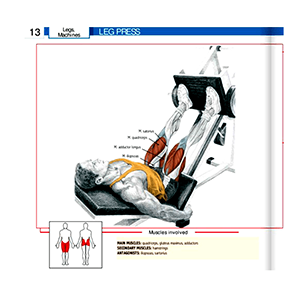 13
Legs,
Machines
LEG PRESS
m. sartorius
m. quadriceps
m. adductor longus
m. iliopsoas
Muscles involved
MAIN MUSCLES: quadriceps, gluteus maximus, adductors
SECONDARY MUSCLES: hamstrings
ANTAGONISTS: iliopsoas, sartorius